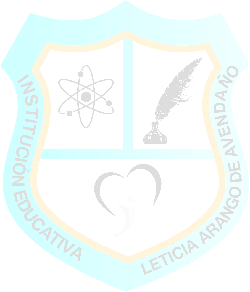 INSTITUCIÓN EDUCATIVA
LETICIA ARANGO DE AVENDAÑO